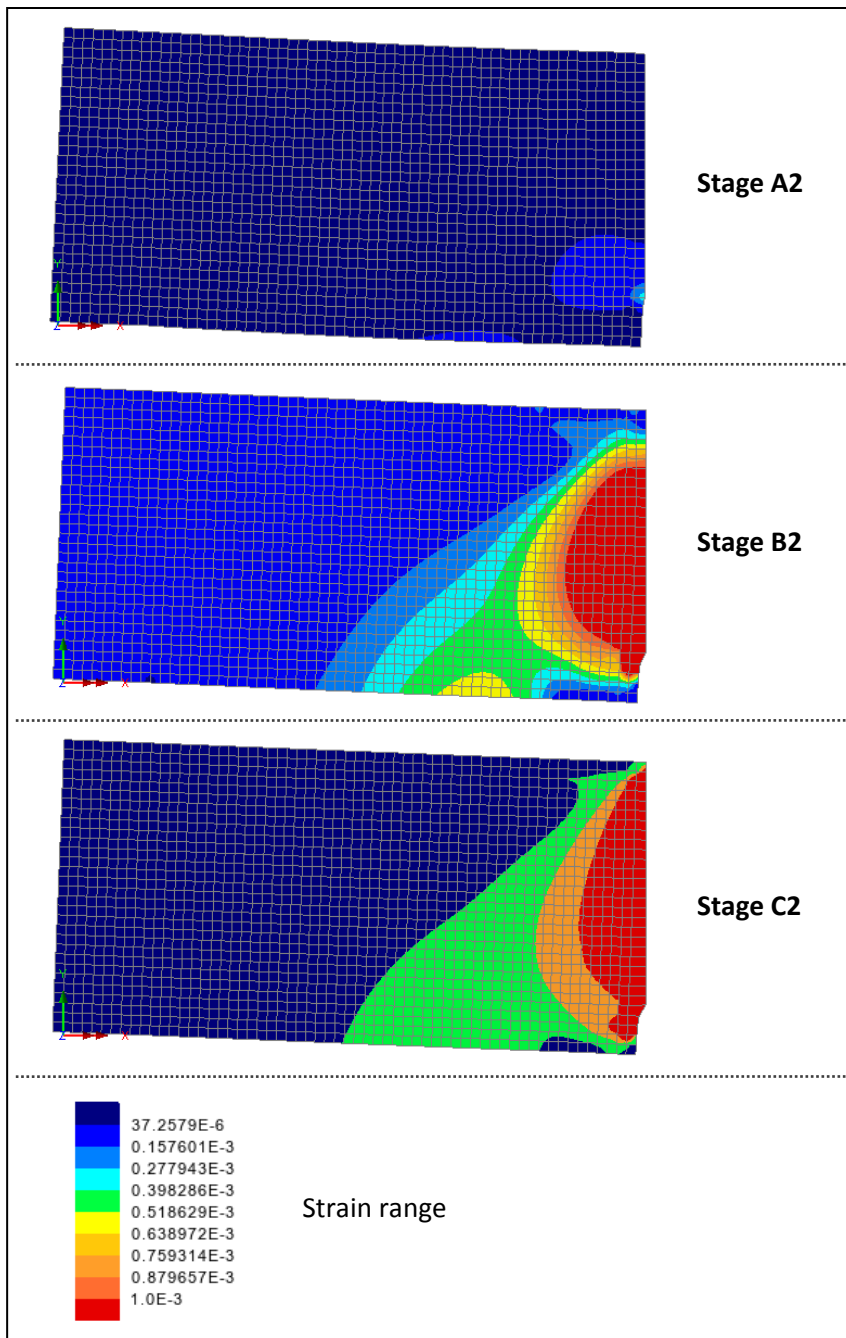 Stage A2
Y
Z X
Stage B2
Y
Z X
Stage C2
Y
Z X
37.2579E-6
0.157601E-3
0.277943E-3
0.398286E-3
0.518629E-3
0.638972E-3
0.759314E-3
0.879657E-3
1.0E-3
Strain range